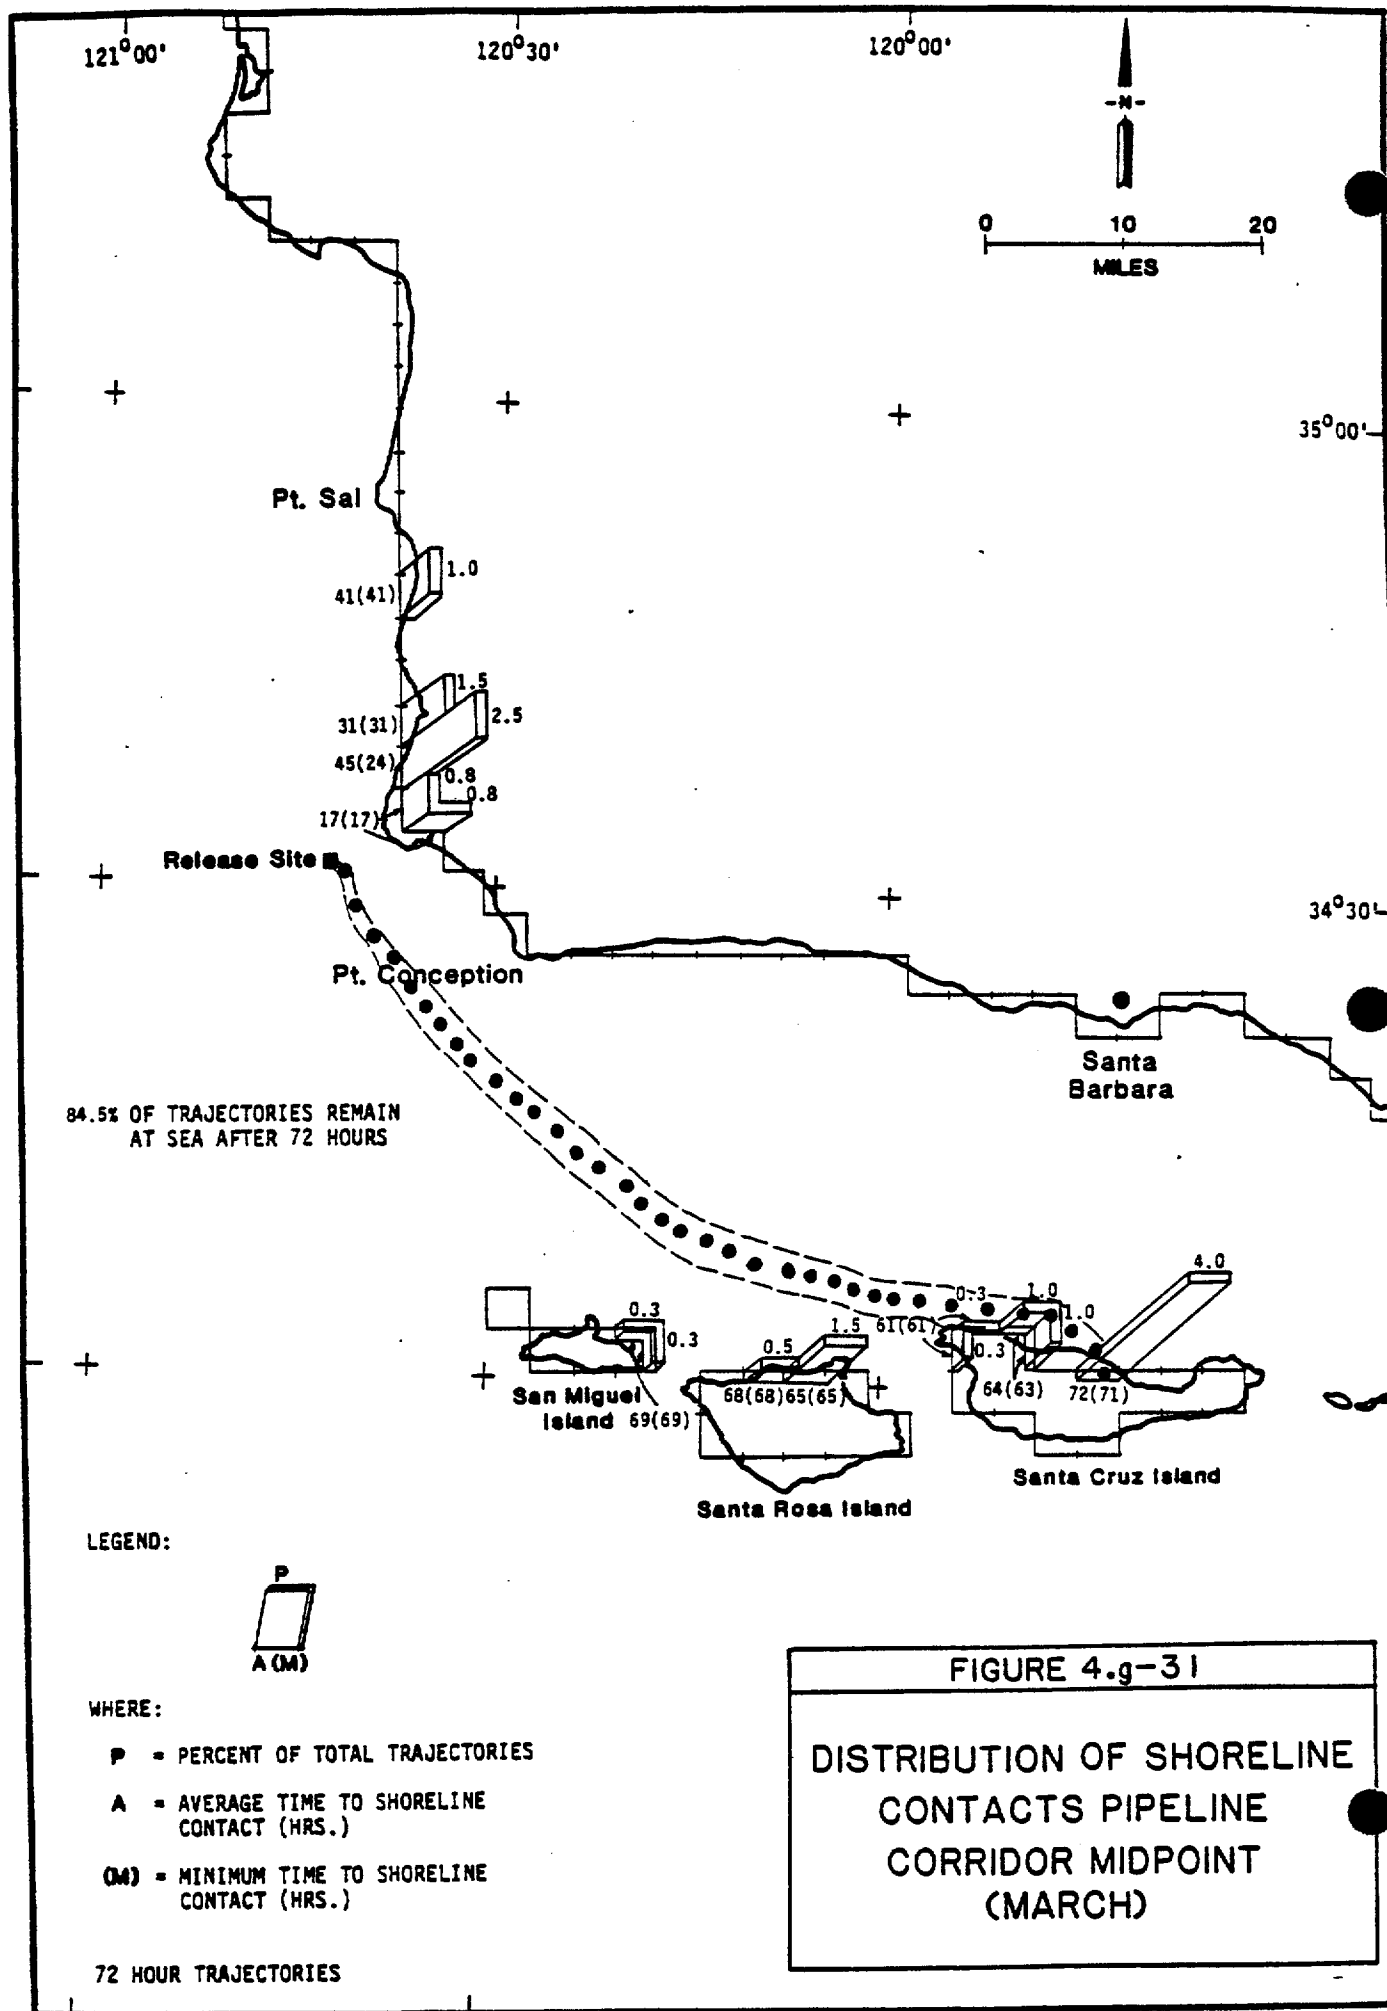 121°00'
120°30'
120°00'
-N-
0 10 20
MILES
35°00'
Pt. Sal
1.0
41(41)
1.5
31(31)
2.5
45(24)
0.8
0.8
17(17)
Release Site
34°30'
Pt. Conception
Santa
Barbara
84.5% OF TRAJECTORIES REMAIN
AT SEA AFTER 72 HOURS
4.0
0.3
1.0
1.0
0.3
1.5
61(61)
0.3
0.5
0.3
64(63)
72(71)
68(68)
65(65)
San Miguel
Island
69(69)
Santa Cruz Island
Santa Rosa Island
LEGEND:
P
A(M)
WHERE:
P = PERCENT OF TOTAL TRAJECTORIES
A = AVERAGE TIME TO SHORELINE
CONTACT (HRS.)
(M) = MINIMUM TIME TO SHORELINE
CONTACT (HRS.)
72 HOUR TRAJECTORIES
FIGURE 4.g-31
DISTRIBUTION OF SHORELINE
CONTACTS PIPELINE
CORRIDOR MIDPOINT
(MARCH)